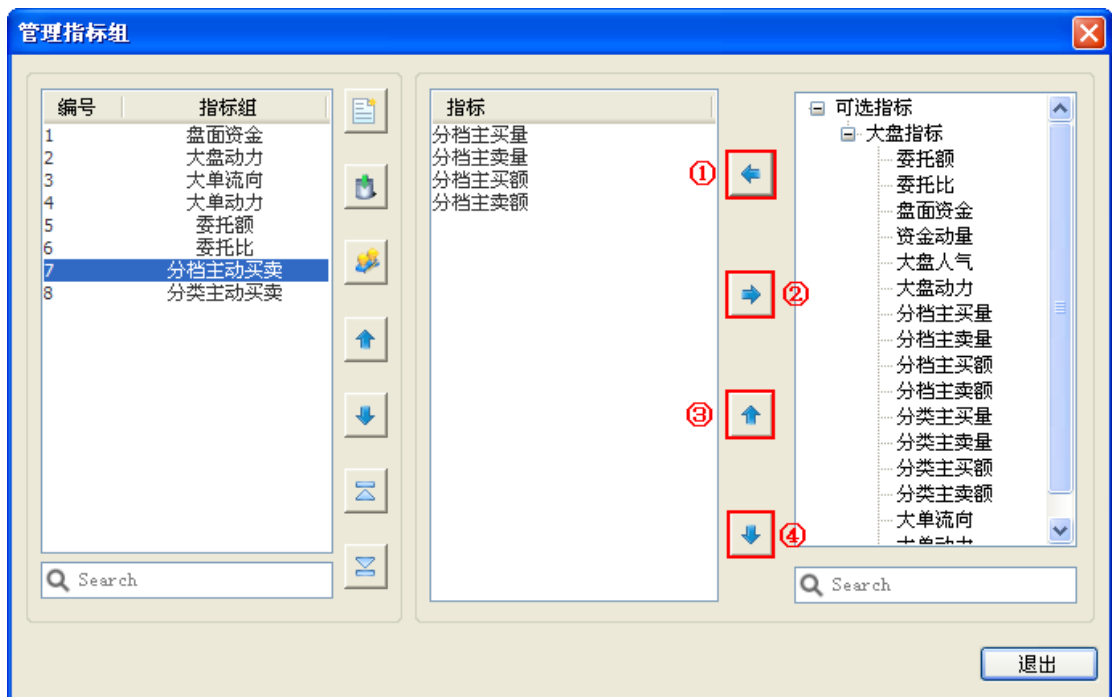 管理指标组
编号 指标组
1 盘面资金
2 大盘动力
3 大单流向
4 大单动力
5 委托额
6 委托比
7 分档主动买卖
8 分类主动买卖
Search
指标
分档主买量
分档主卖量
分档主买额
分档主卖额
①
②
③
④
可选指标
大盘指标
委托额
委托比
盘面资金
资金动量
大盘人气
大盘动力
分档主买量
分档主卖量
分档主买额
分档主卖额
分类主买量
分类主卖量
分类主买额
分类主卖额
大单流向
Search
退出